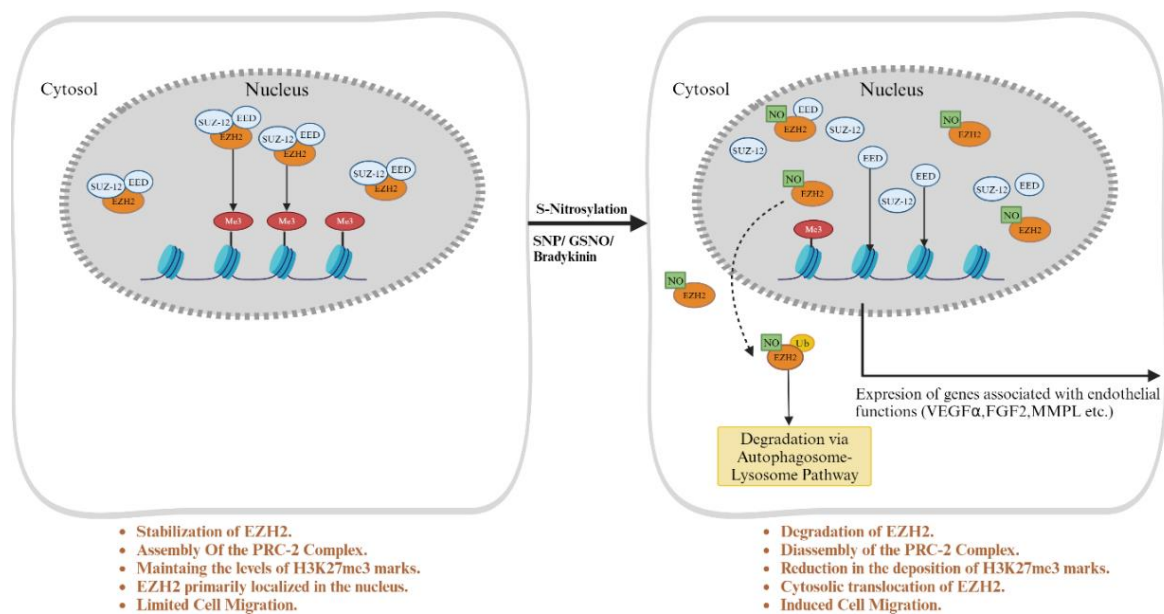 Cytosol
Nucleus
SUZ-12
EED
EZH2
SUZ-12
EED
EZH2
SUZ-12
EED
EZH2
SUZ-12
EED
EZH2
Me3
Me3
Me3
S-Nitrosylation
SNP/ GSNO/
Bradykinin
Cytosol
Nucleus
NO
EED
EZH2
SUZ-12
SUZ-12
NO
EZH2
EED
EED
NO
EZH2
SUZ-12
SUZ-12
EED
NO
EZH2
Me3
NO
EZH2
NO
Ub
EZH2
Expresion of genes associated with endothelial
functions (VEGFα,FGF2,MMPL etc.)
Degradation via
Autophagosome-
Lysosome Pathway
• Stabilization of EZH2.
• Assembly Of the PRC-2 Complex.
• Maintaing the levels of H3K27me3 marks.
• EZH2 primarily localized in the nucleus.
• Limited Cell Migration.
• Degradation of EZH2.
• Diassembly of the PRC-2 Complex.
• Reduction in the deposition of H3K27me3 marks.
• Cytosolic translocation of EZH2.
• Induced Cell Migration.